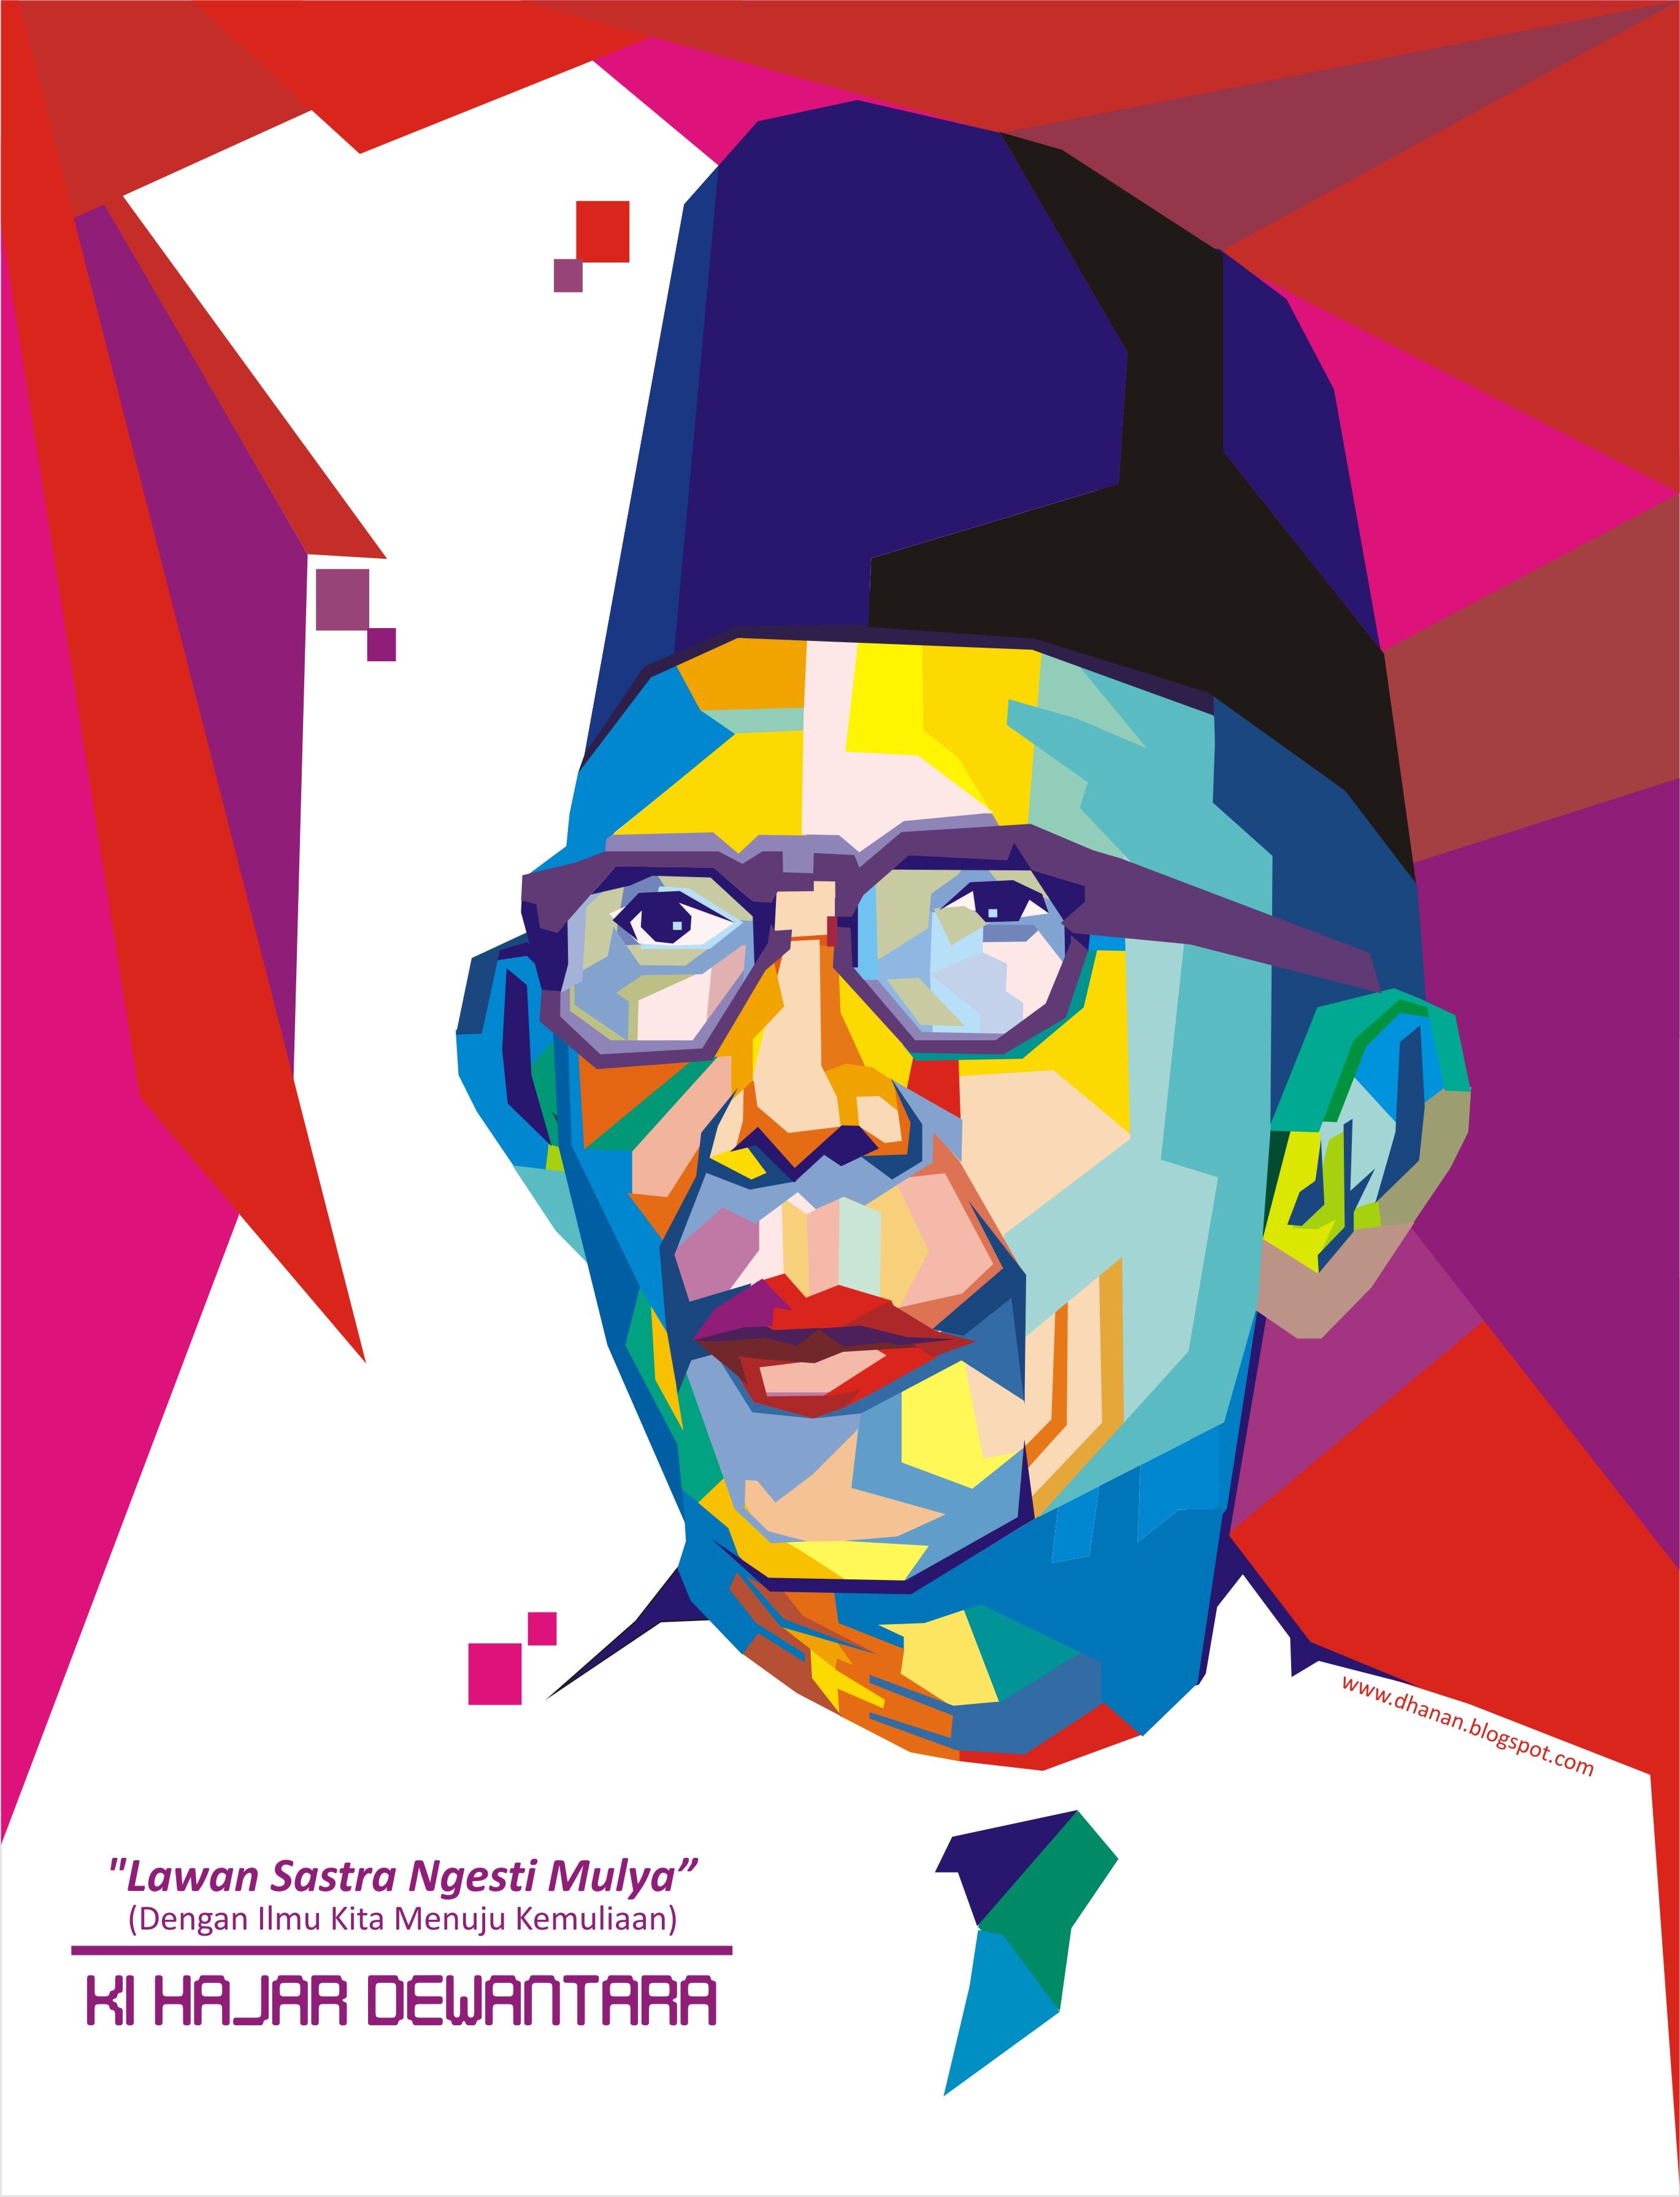 www.dhanan.blogspot.com
"Lawan Sastra Ngesti Mulya”
(Dengan Ilmu Kita Menuju Kemuliaan)
KI HAJAR DEWANTARA